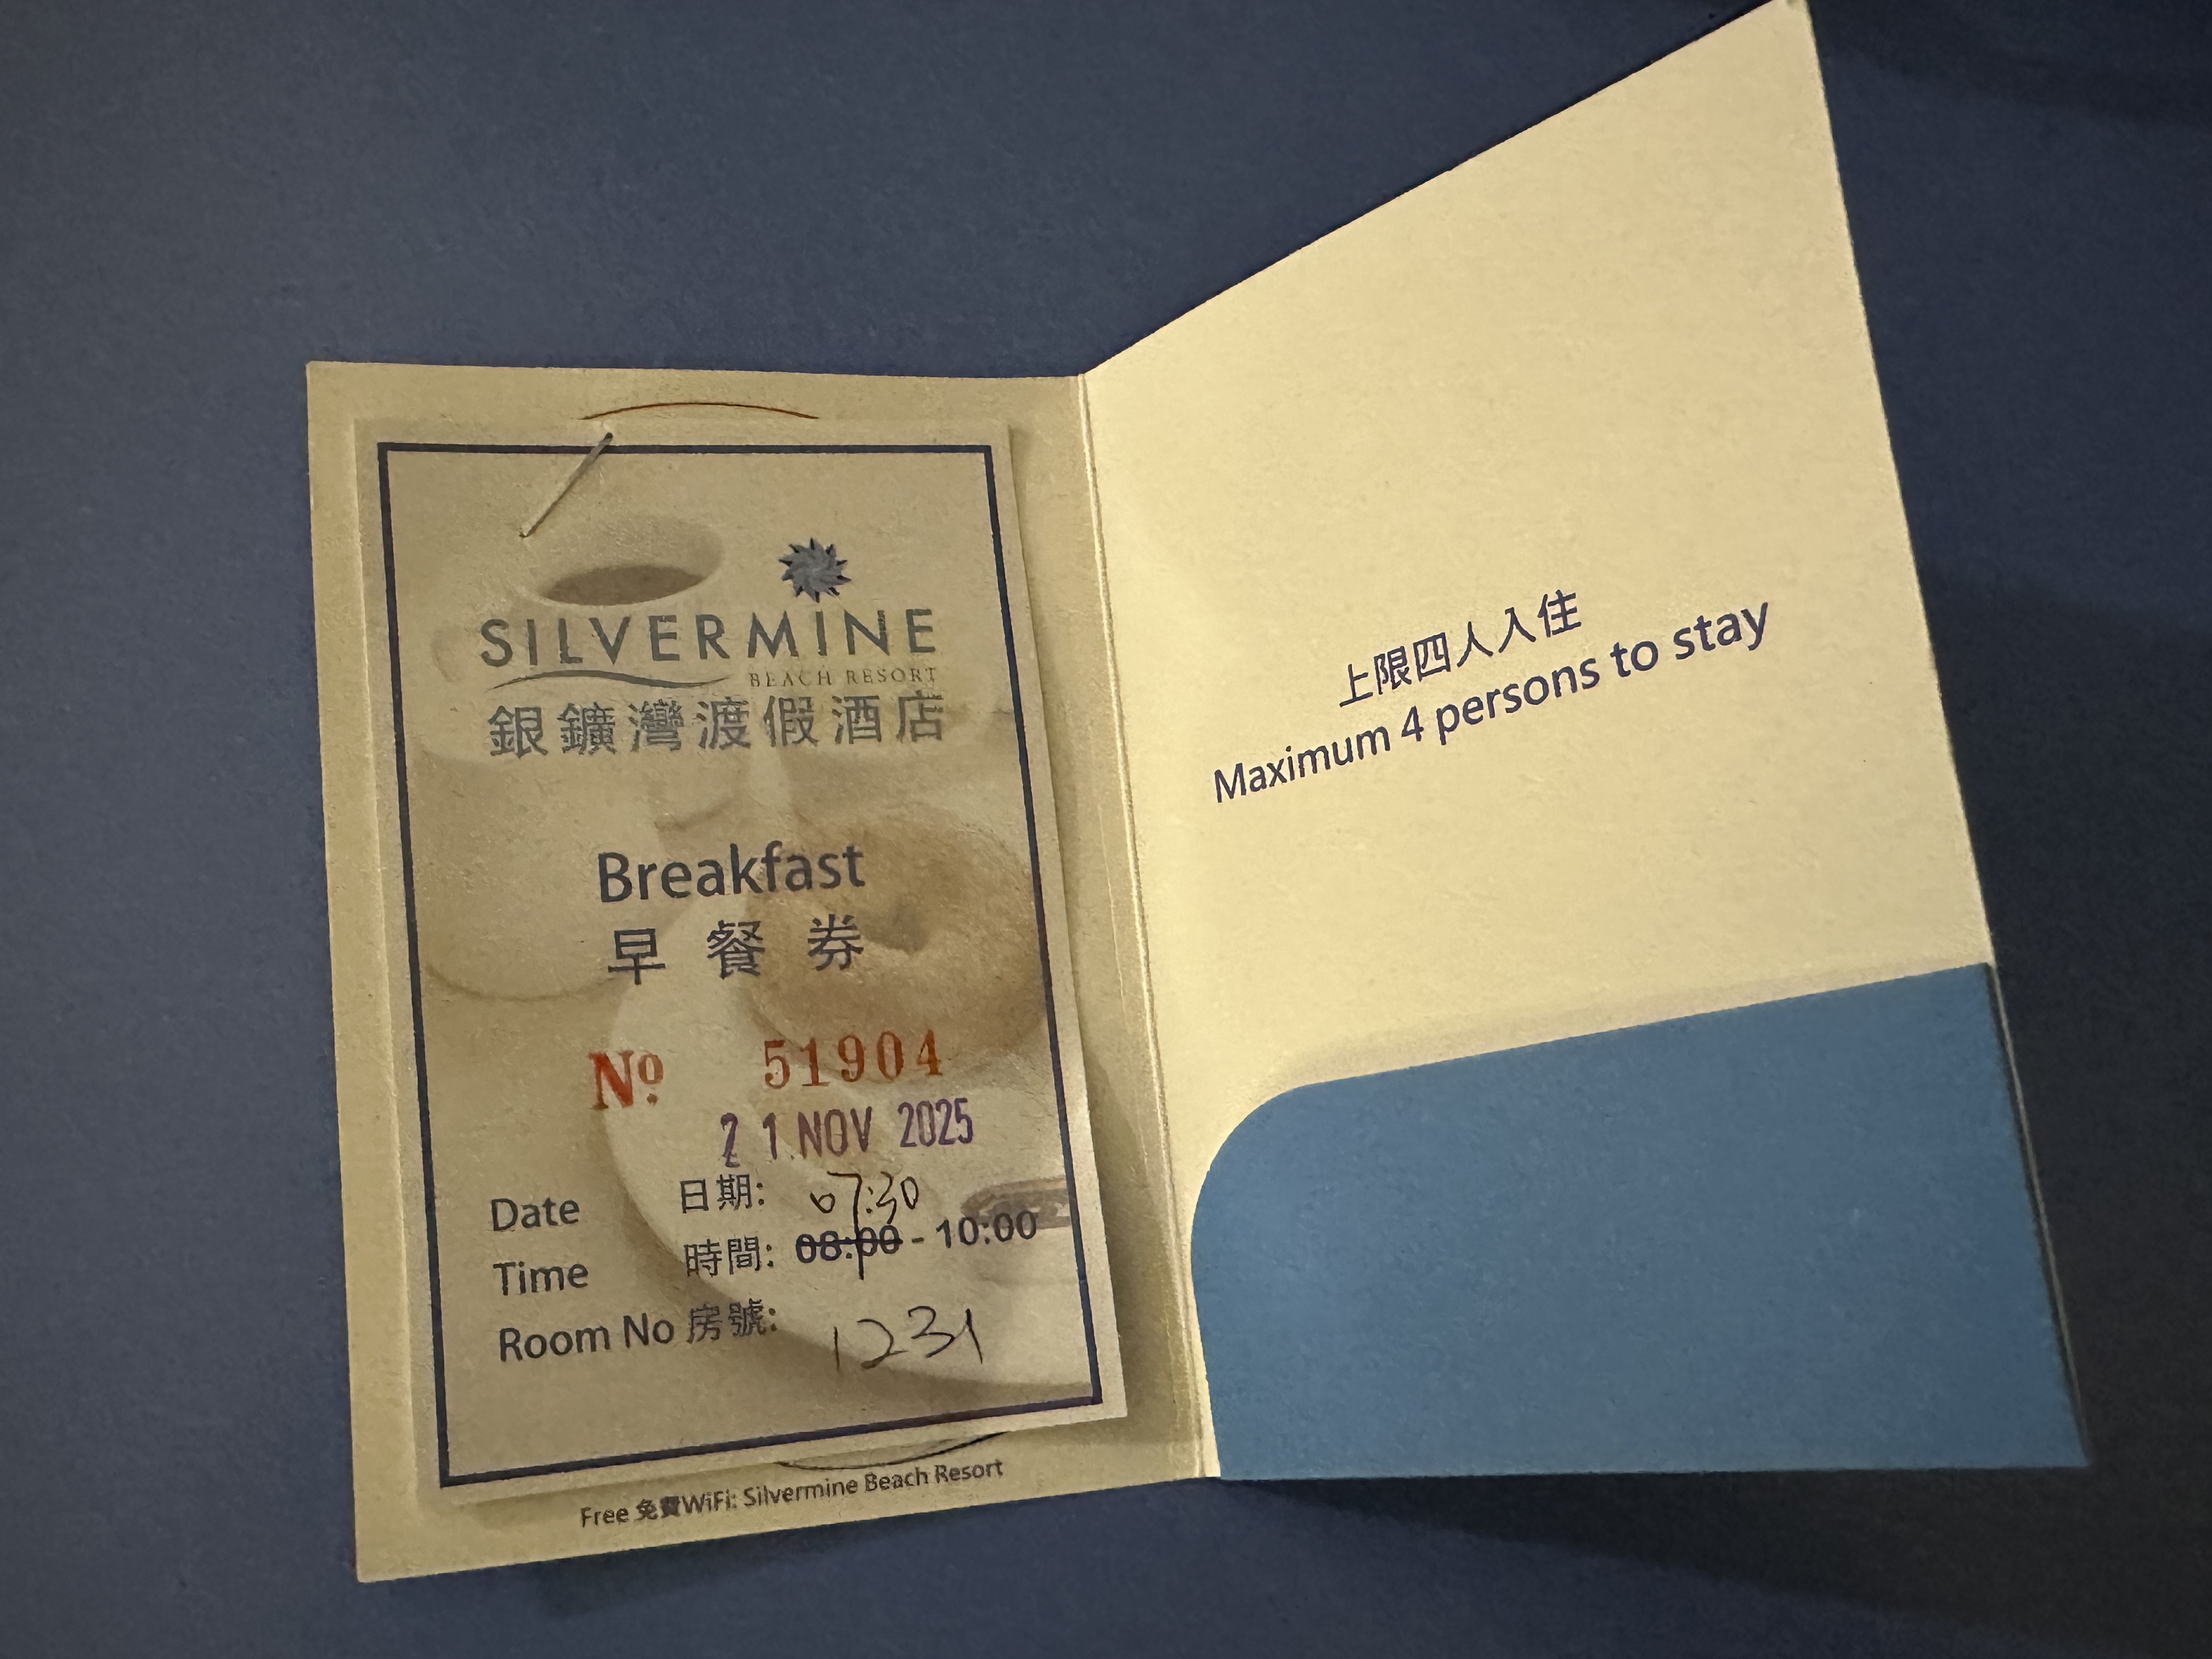 SILVERMINE
BEACH RESORT
銀鑛灣渡假酒店
Breakfast
早餐券
Nº 51904
21 NOV 2025
Date 日期:
07:30
Time 時間: 08:00 - 10:00
Room No 房號: 1231
Free 免費WiFi: Silvermine Beach Resort
上限四人入住
Maximum 4 persons to stay